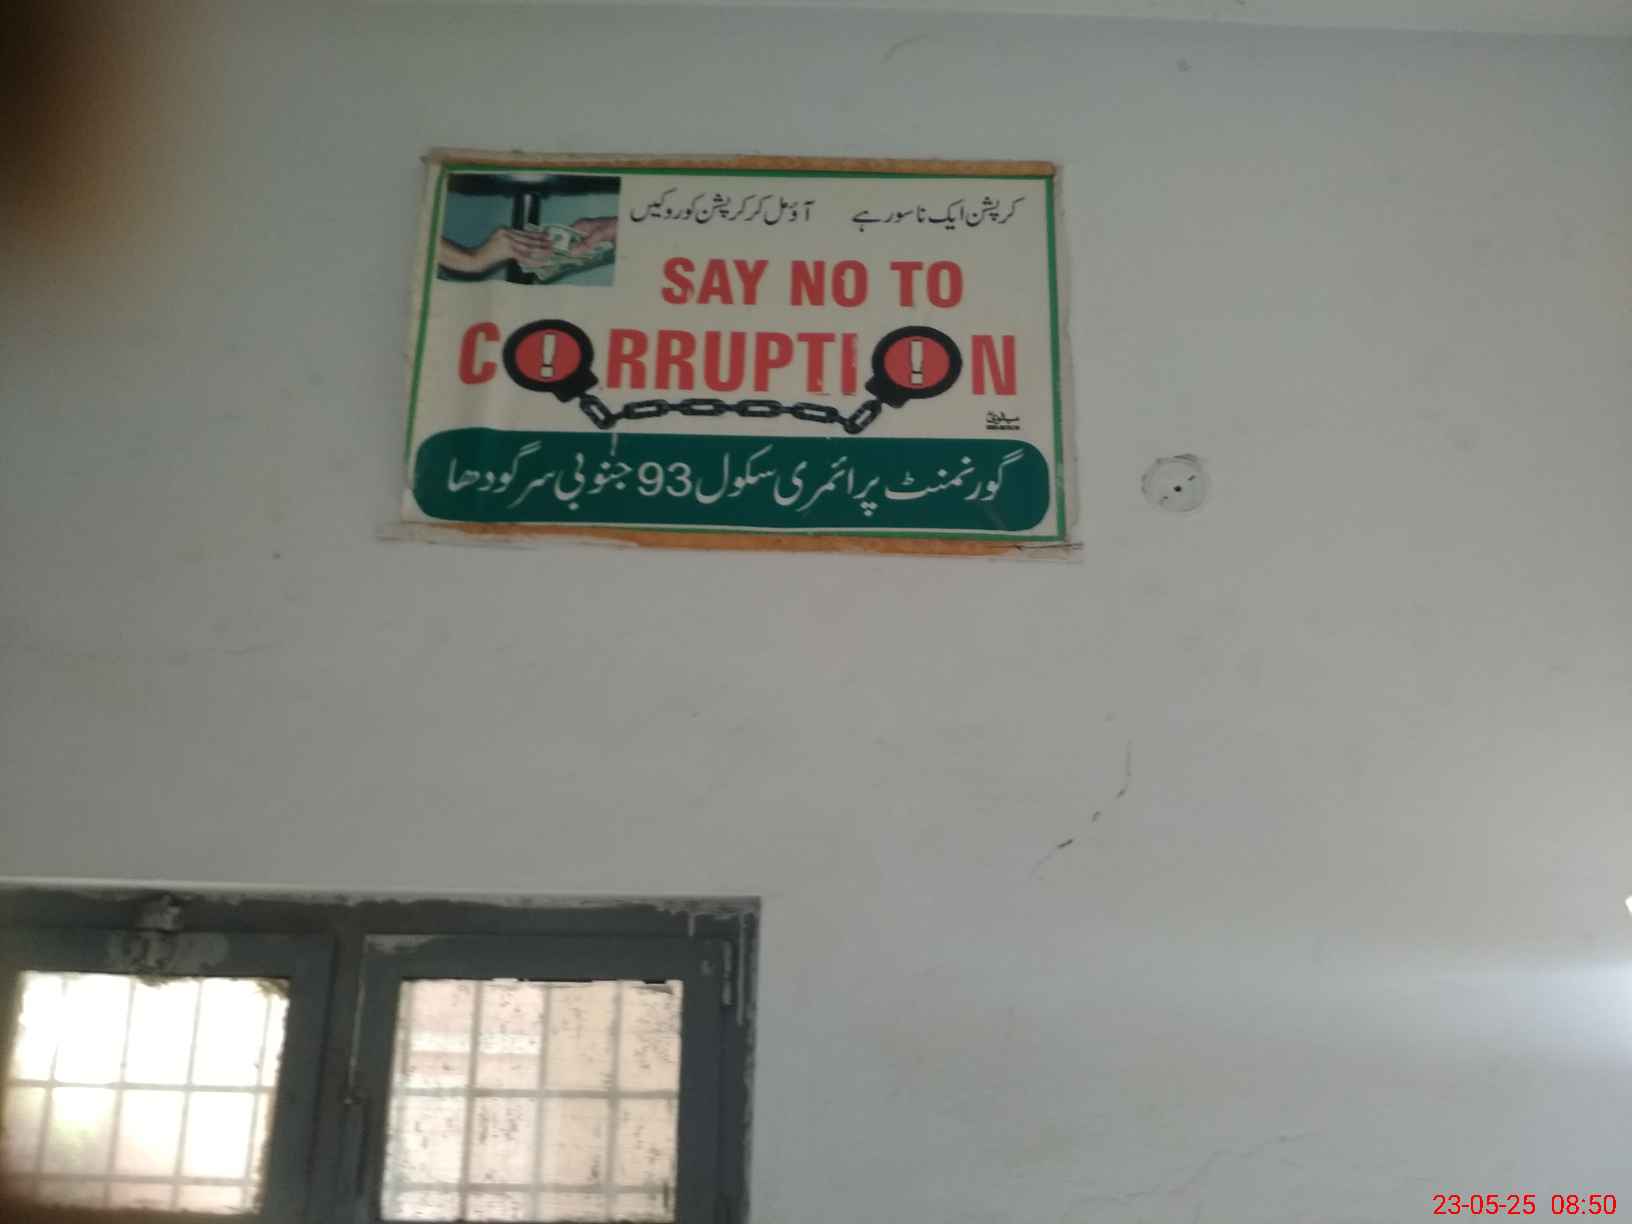 کرپشن ایک ناسور ہے آؤ مل کر کرپشن کو روکیں
SAY NO TO
CORRUPTION
گورنمنٹ پرائمری سکول 93 جنوبی سرگودھا
23-05-25 08:50